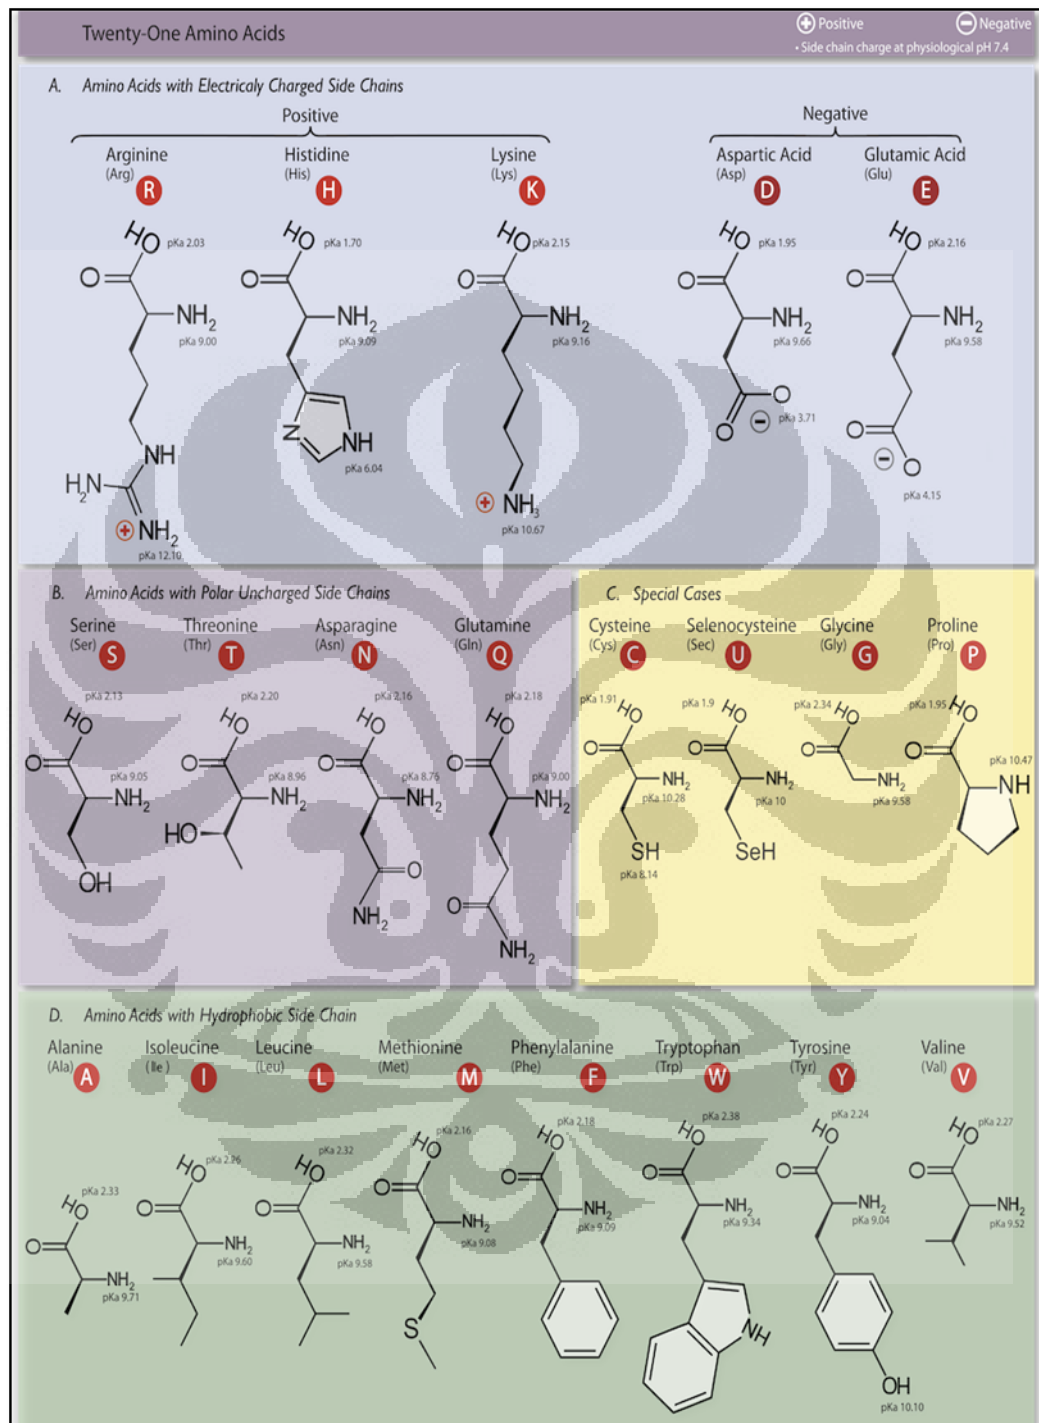 Twenty-One Amino Acids
+ Positive
− Negative
• Side chain charge at physiological pH 7.4
A. Amino Acids with Electricaly Charged Side Chains
Positive
Negative
Arginine
(Arg)
R
Histidine
(His)
H
Lysine
(Lys)
K
Aspartic Acid
(Asp)
D
Glutamic Acid
(Glu)
E
HO pKa 2.03
O
NH2
pKa 9.00
NH
H2N
+ NH2
pKa 12.10
HO pKa 1.70
O
NH2
pKa 9.09
N
NH
pKa 6.04
HO pKa 2.15
O
NH2
pKa 9.16
+ NH3
pKa 10.67
HO pKa 1.95
O
NH2
pKa 9.66
O
pKa 3.71
O −
HO pKa 2.16
O
NH2
pKa 9.58
O
− O
pKa 4.15
B. Amino Acids with Polar Uncharged Side Chains
Serine
(Ser)
S
Threonine
(Thr)
T
Asparagine
(Asn)
N
Glutamine
(Gln)
Q
pKa 2.13
HO
O
pKa 9.05
NH2
OH
pKa 2.20
HO
O
pKa 8.96
NH2
HO
pKa 2.16
HO
O
pKa 8.76
NH2
O
NH2
pKa 2.18
HO
O
pKa 9.00
NH2
O
NH2
C. Special Cases
Cysteine
(Cys)
C
Selenocysteine
(Sec)
U
Glycine
(Gly)
G
Proline
(Pro)
P
pKa 1.91
HO
O
NH2
pKa 10.28
SH
pKa 8.14
pKa 1.9
HO
O
NH2
pKa 10
SeH
pKa 2.34
HO
O
NH2
pKa 9.58
pKa 1.95
HO
O
pKa 10.47
NH
D. Amino Acids with Hydrophobic Side Chain
Alanine
(Ala)
A
Isoleucine
(Ile)
I
Leucine
(Leu)
L
Methionine
(Met)
M
Phenylalanine
(Phe)
F
Tryptophan
(Trp)
W
Tyrosine
(Tyr)
Y
Valine
(Val)
V
pKa 2.33
HO
O
NH2
pKa 9.71
pKa 2.26
HO
O
NH2
pKa 9.60
pKa 2.32
HO
O
NH2
pKa 9.58
pKa 2.16
HO
O
NH2
pKa 9.08
S
pKa 2.18
HO
O
NH2
pKa 9.09
pKa 2.38
HO
O
NH2
pKa 9.34
NH
pKa 2.24
HO
O
NH2
pKa 9.04
OH
pKa 10.10
pKa 2.27
HO
O
NH2
pKa 9.52